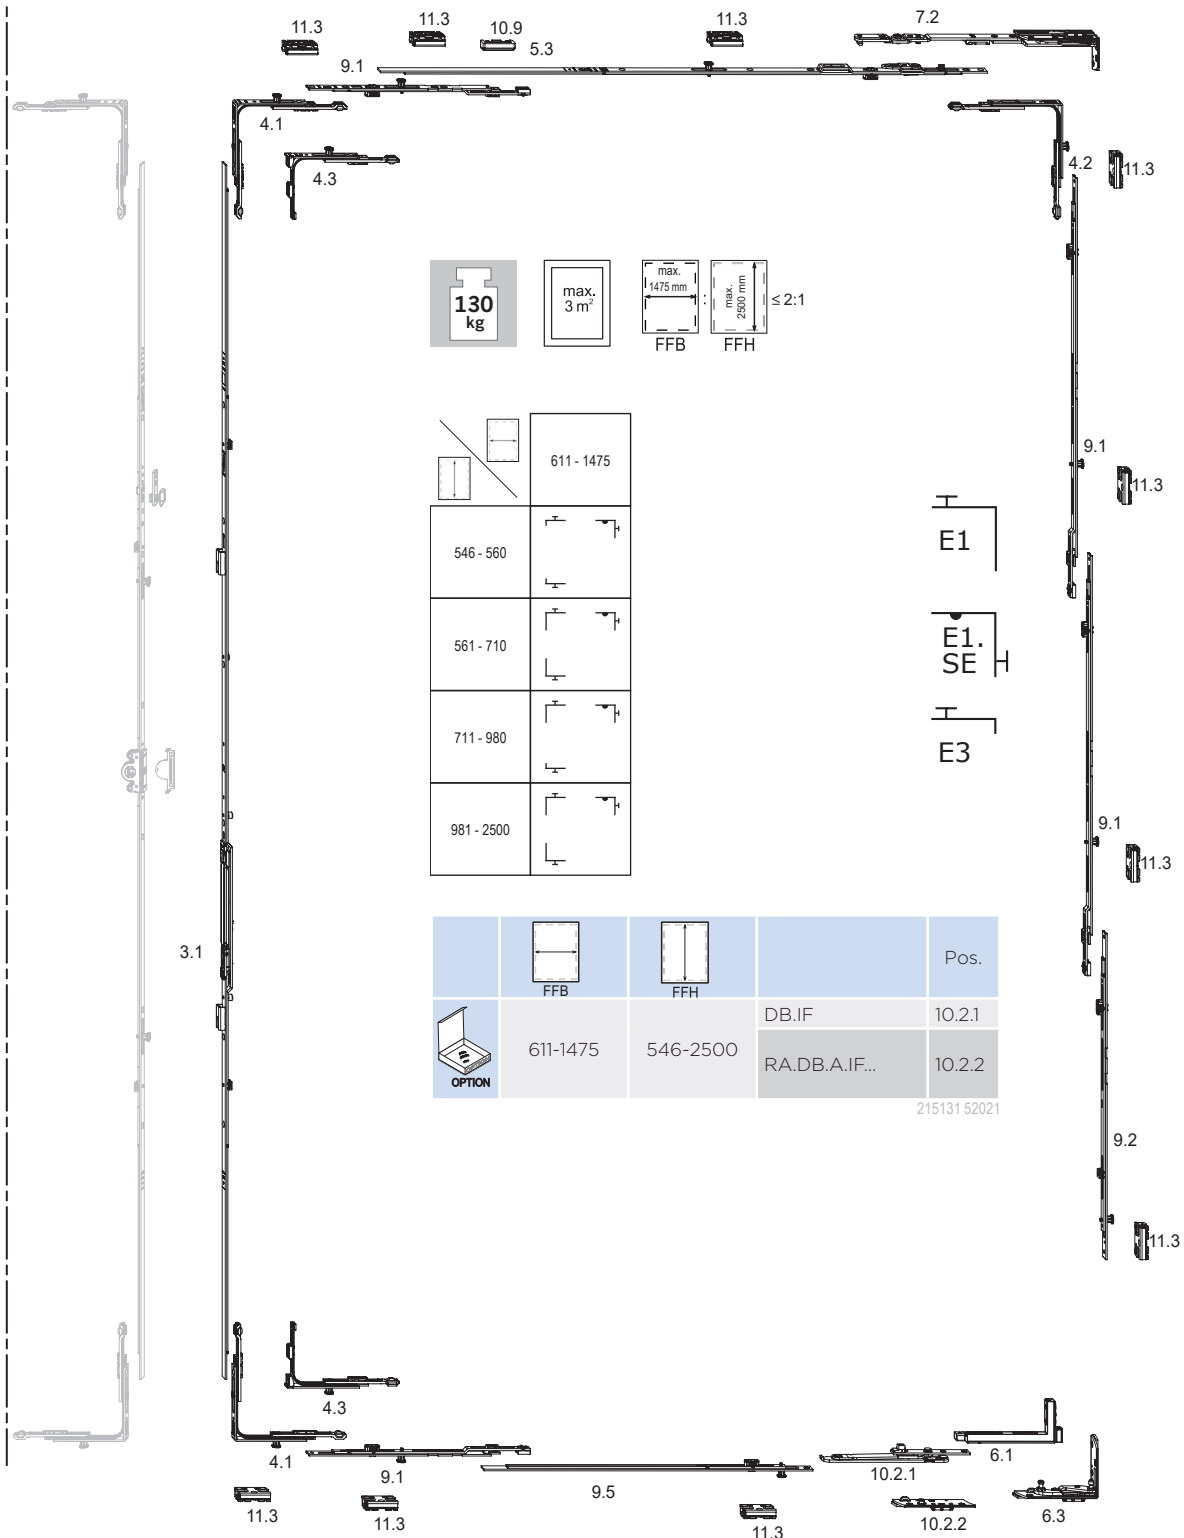 11.3
11.3
10.9
5.3
11.3
7.2
9.1
4.1
4.3
4.2
11.3
130
kg
max.
3 m²
max.
1475 mm
FFB
:
max.
2500 mm
FFH
≤ 2:1
611 - 1475
546 - 560
561 - 710
711 - 980
981 - 2500
E1
E1.
SE
E3
9.1
11.3
9.1
11.3
3.1
FFB
FFH
Pos.
OPTION
611-1475
546-2500
DB.IF
10.2.1
RA.DB.A.IF...
10.2.2
215131 52021
9.2
11.3
4.3
4.1
9.1
9.5
10.2.1
6.1
11.3
11.3
11.3
10.2.2
6.3